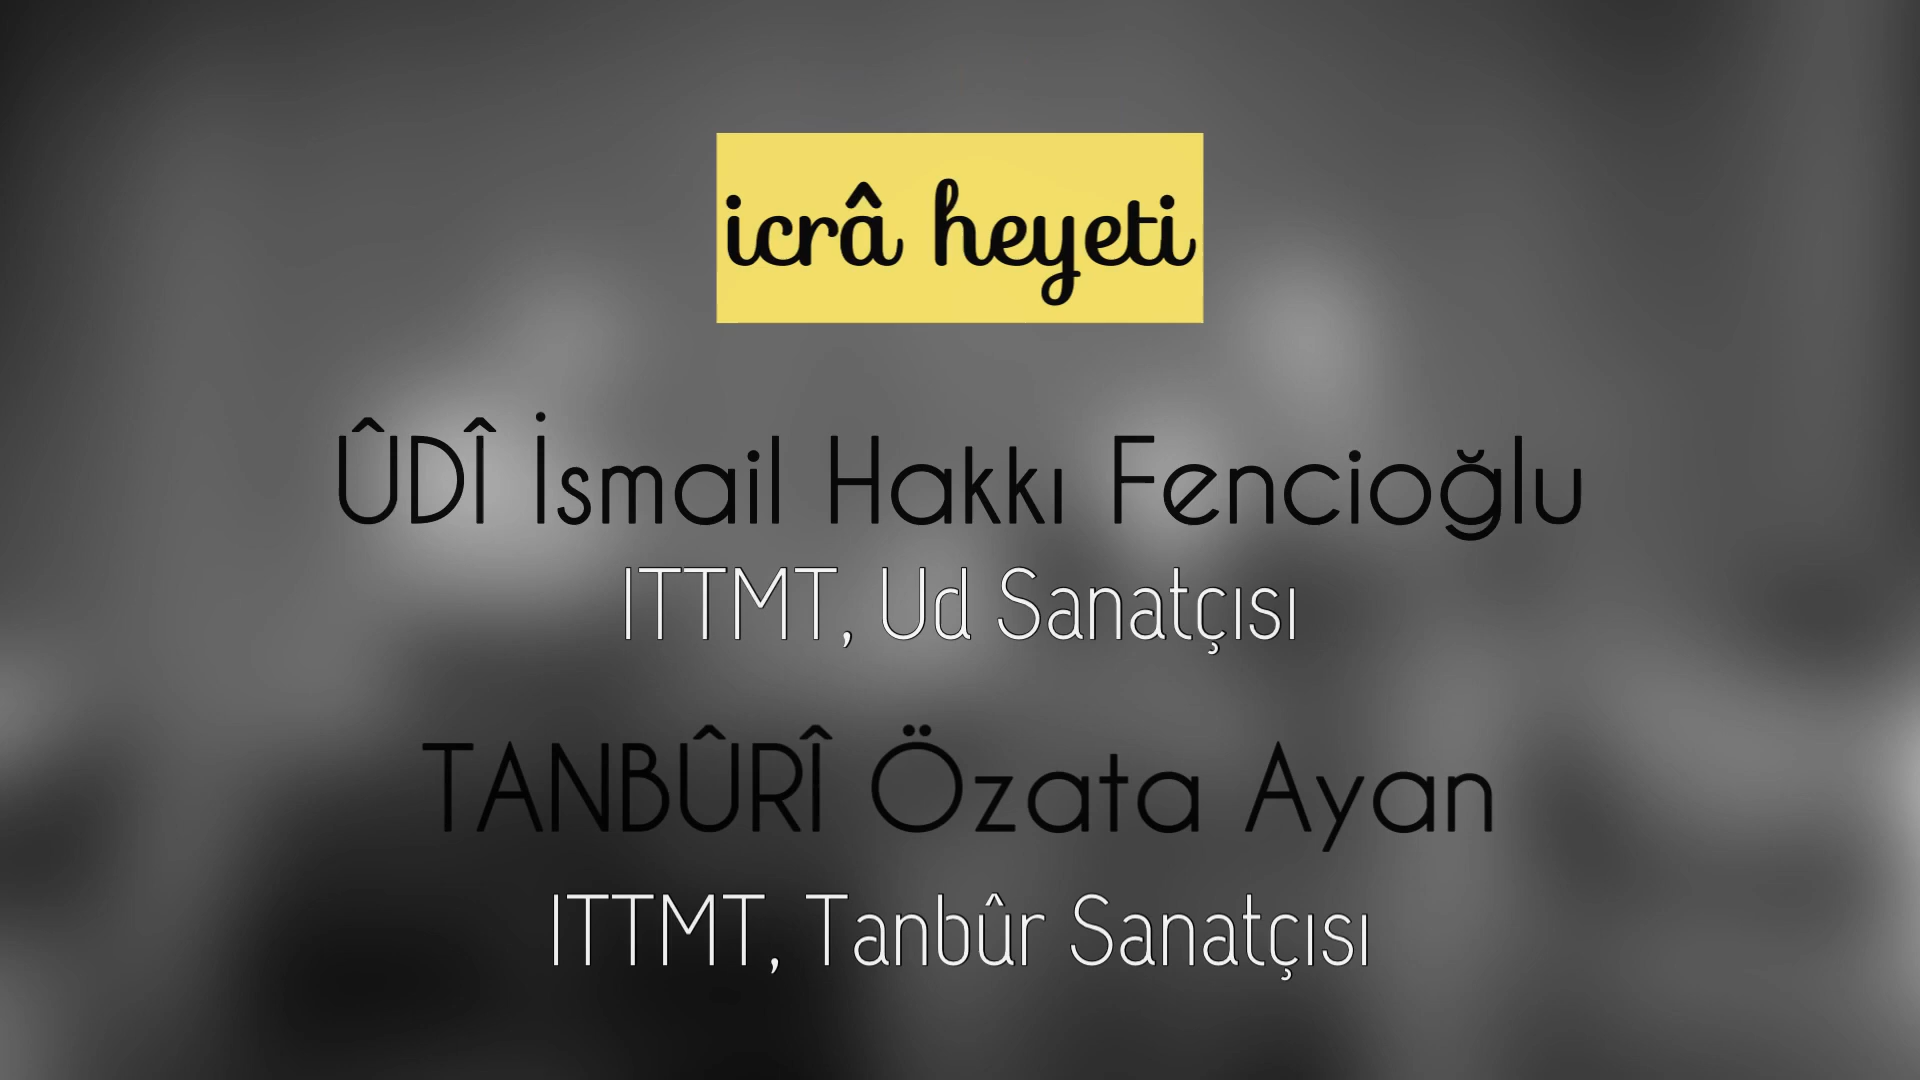 icrâ heyeti
ÛDÎ İsmail Hakkı Fencioğlu
ITTMT, Ud Sanatçısı
TANBÛRÎ Özata Ayan
ITTMT, Tanbûr Sanatçısı